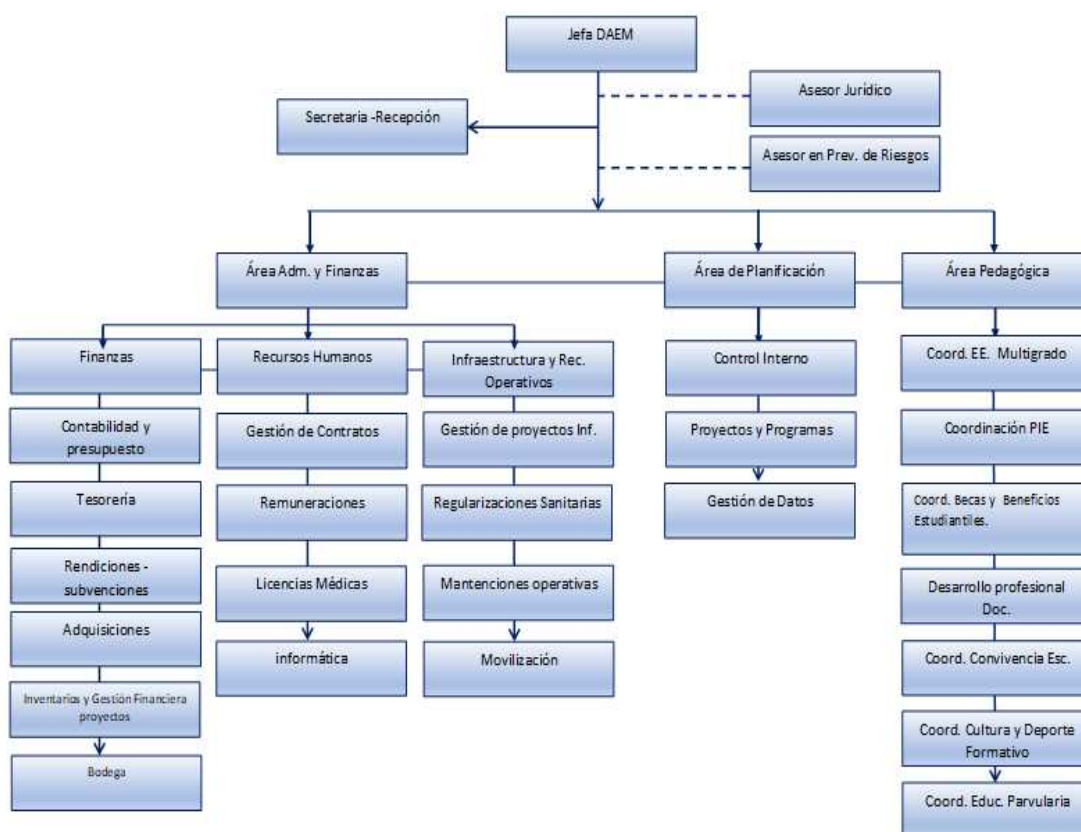 Jefa DAEM
Asesor Jurídico
Secretaria -Recepción
Asesor en Prev. de Riesgos
Área Adm. y Finanzas
Área de Planificación
Área Pedagógica
Finanzas
Recursos Humanos
Infraestructura y Rec.
Operativos
Control Interno
Coord. EE. Multigrado
Contabilidad y
presupuesto
Gestión de Contratos
Gestión de proyectos Inf.
Proyectos y Programas
Coordinación PIE
Tesorería
Remuneraciones
Regularizaciones Sanitarias
Gestión de Datos
Coord. Becas y Beneficios
Estudiantiles.
Rendiciones -
subvenciones
Licencias Médicas
Mantenciones operativas
Desarrollo profesional
Doc.
Adquisiciones
informática
Movilización
Coord. Convivencia Esc.
Inventarios y Gestión Financiera
proyectos
Coord. Cultura y Deporte
Formativo
Bodega
Coord. Educ. Parvularia